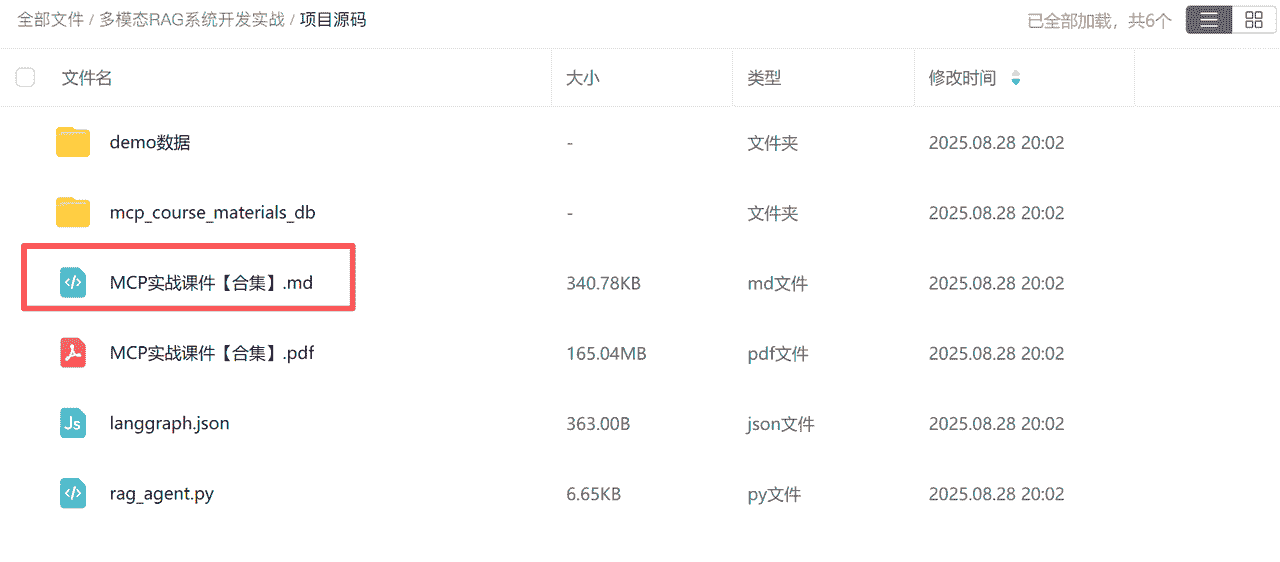 全部文件 / 多模态RAG系统开发实战 / 项目源码 已全部加载，共6个
文件名 大小 类型 修改时间
demo数据 - 文件夹 2025.08.28 20:02
mcp_course_materials_db - 文件夹 2025.08.28 20:02
MCP实战课件【合集】.md 340.78KB md文件 2025.08.28 20:02
MCP实战课件【合集】.pdf 165.04MB pdf文件 2025.08.28 20:02
Js langgraph.json 363.00B json文件 2025.08.28 20:02
rag_agent.py 6.65KB py文件 2025.08.28 20:02